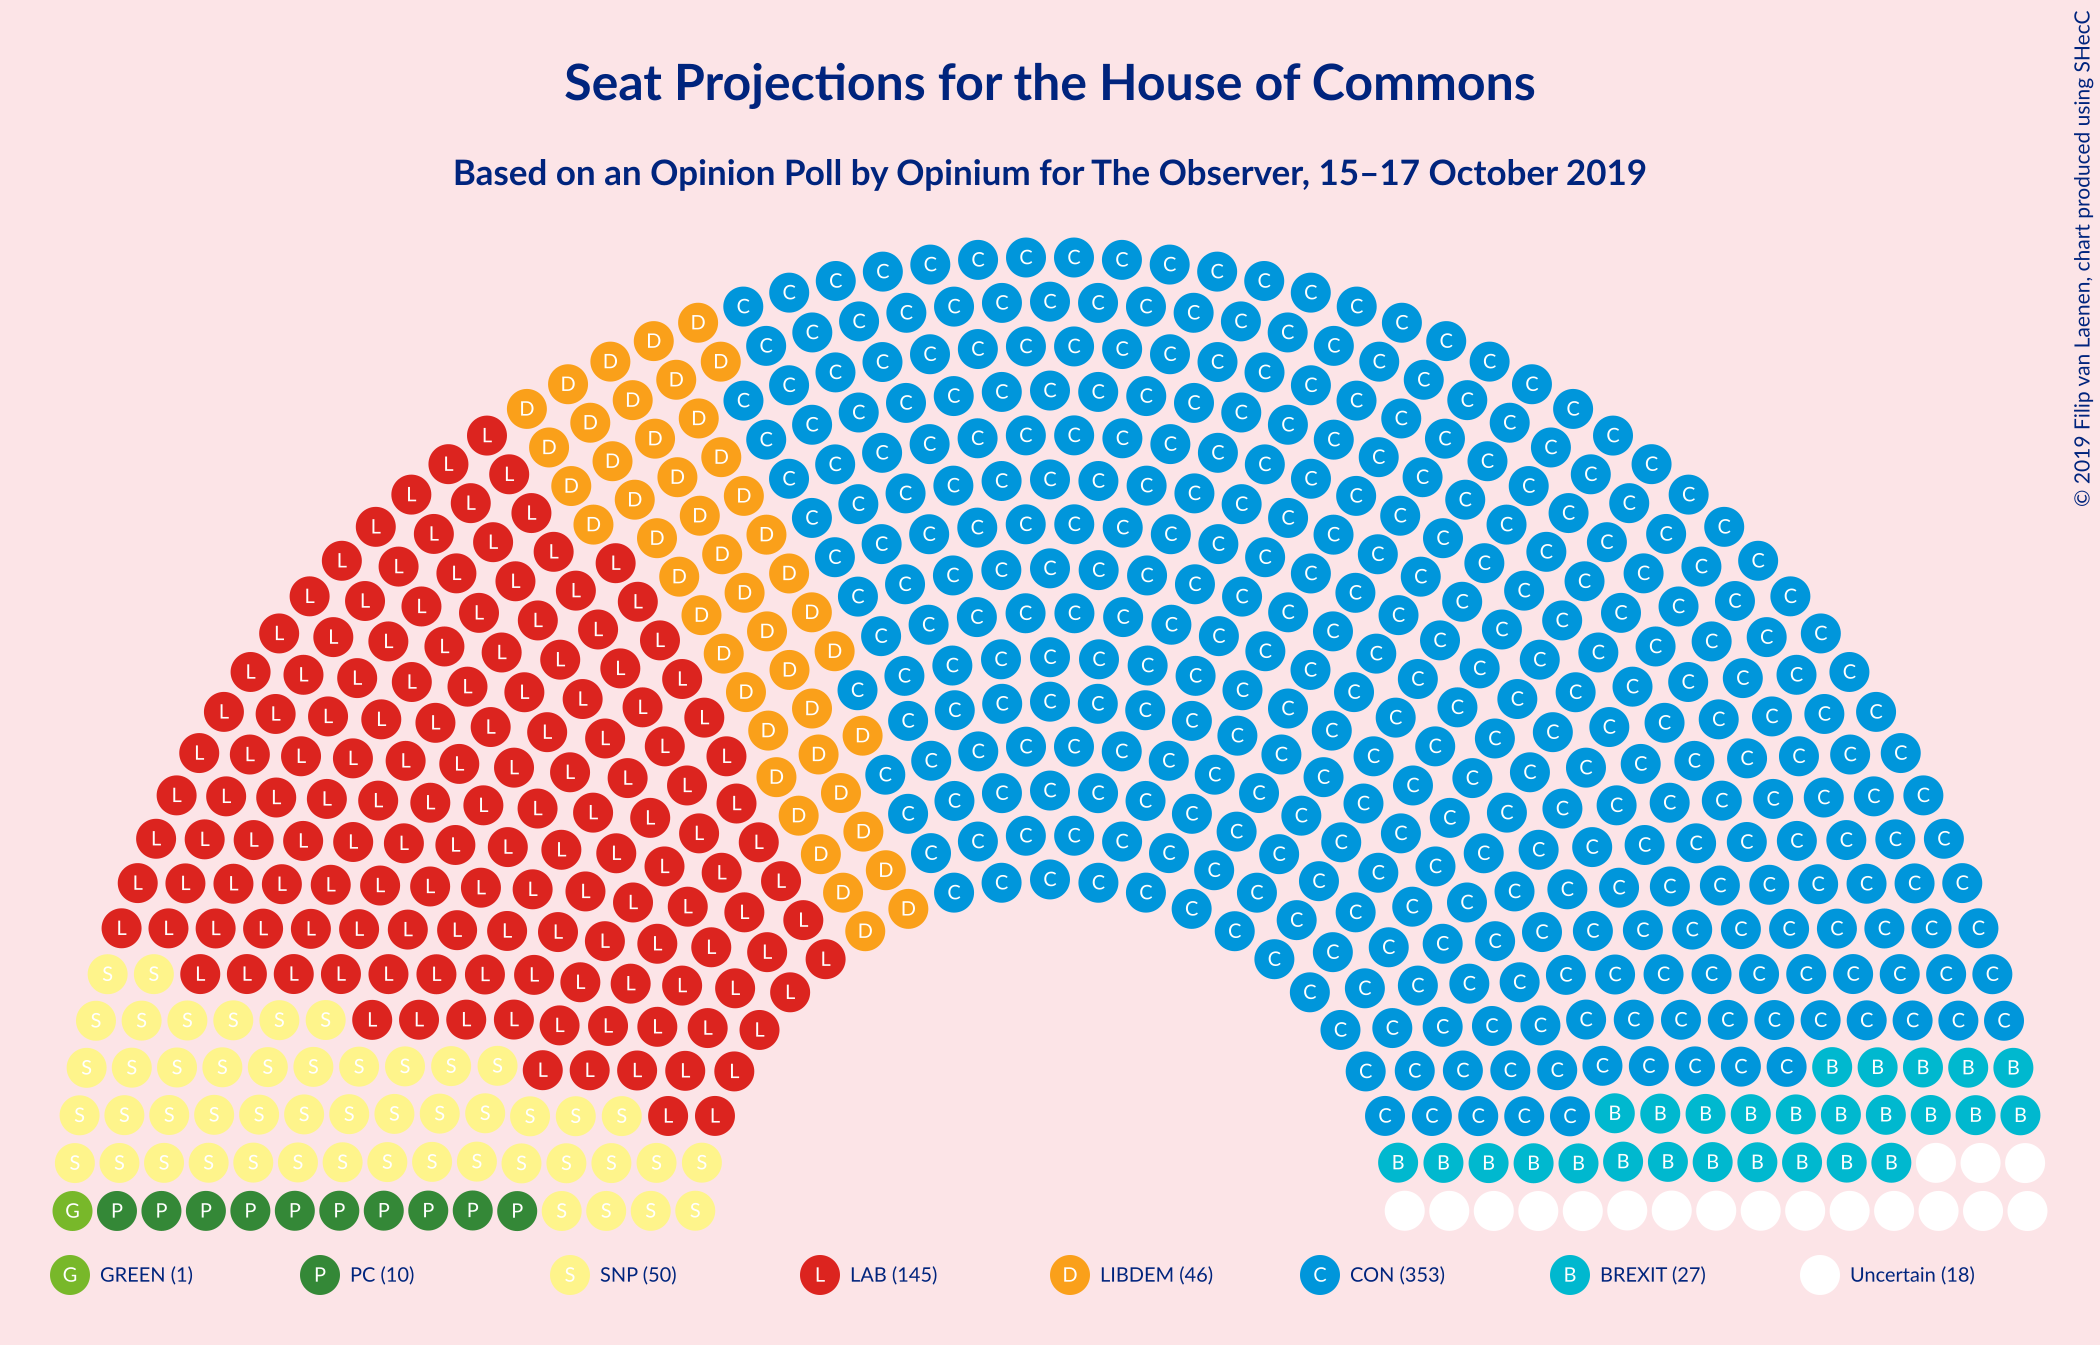 Seat Projections for the House of Commons
Based on an Opinion Poll by Opinium for The Observer, 15–17 October 2019
© 2019 Filip van Laenen, chart produced using SHecC
G GREEN (1)
P PC (10)
S SNP (50)
L LAB (145)
D LIBDEM (46)
C CON (353)
B BREXIT (27)
Uncertain (18)